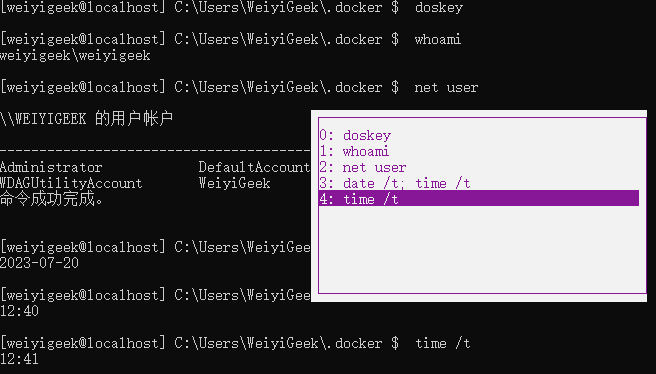 [weiyigeek@localhost] C:\Users\WeiyiGeek\.docker $  doskey
[weiyigeek@localhost] C:\Users\WeiyiGeek\.docker $  whoami
weiyigeek\weiyigeek
[weiyigeek@localhost] C:\Users\WeiyiGeek\.docker $  net user
\\WEIYIGEEK 的用户帐户
-------------------------------------------
Administrator            DefaultAccount
WDAGUtilityAccount       WeiyiGeek
命令成功完成。
[weiyigeek@localhost] C:\Users\WeiyiGee
2023-07-20
[weiyigeek@localhost] C:\Users\WeiyiGee
12:40
[weiyigeek@localhost] C:\Users\WeiyiGeek\.docker $  time /t
12:41
0: doskey
1: whoami
2: net user
3: date /t; time /t
4: time /t